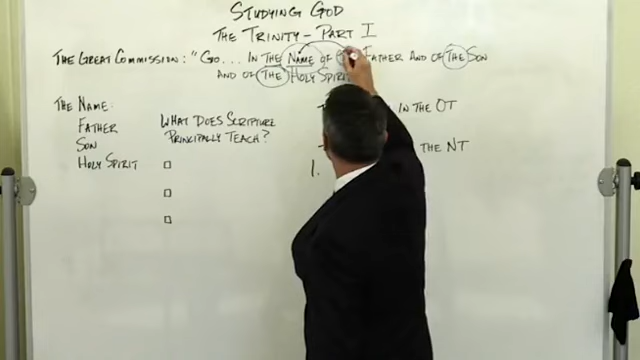 STUDYING GOD
THE TRINITY - PART I
THE GREAT COMMISSION: "GO... IN THE NAME OF FATHER AND OF THE SON
AND OF THE HOLY SPIRIT
THE NAME:
FATHER
SON
HOLY SPIRIT
WHAT DOES SCRIPTURE
PRINCIPALLY TEACH?
IN THE OT
THE NT
1.